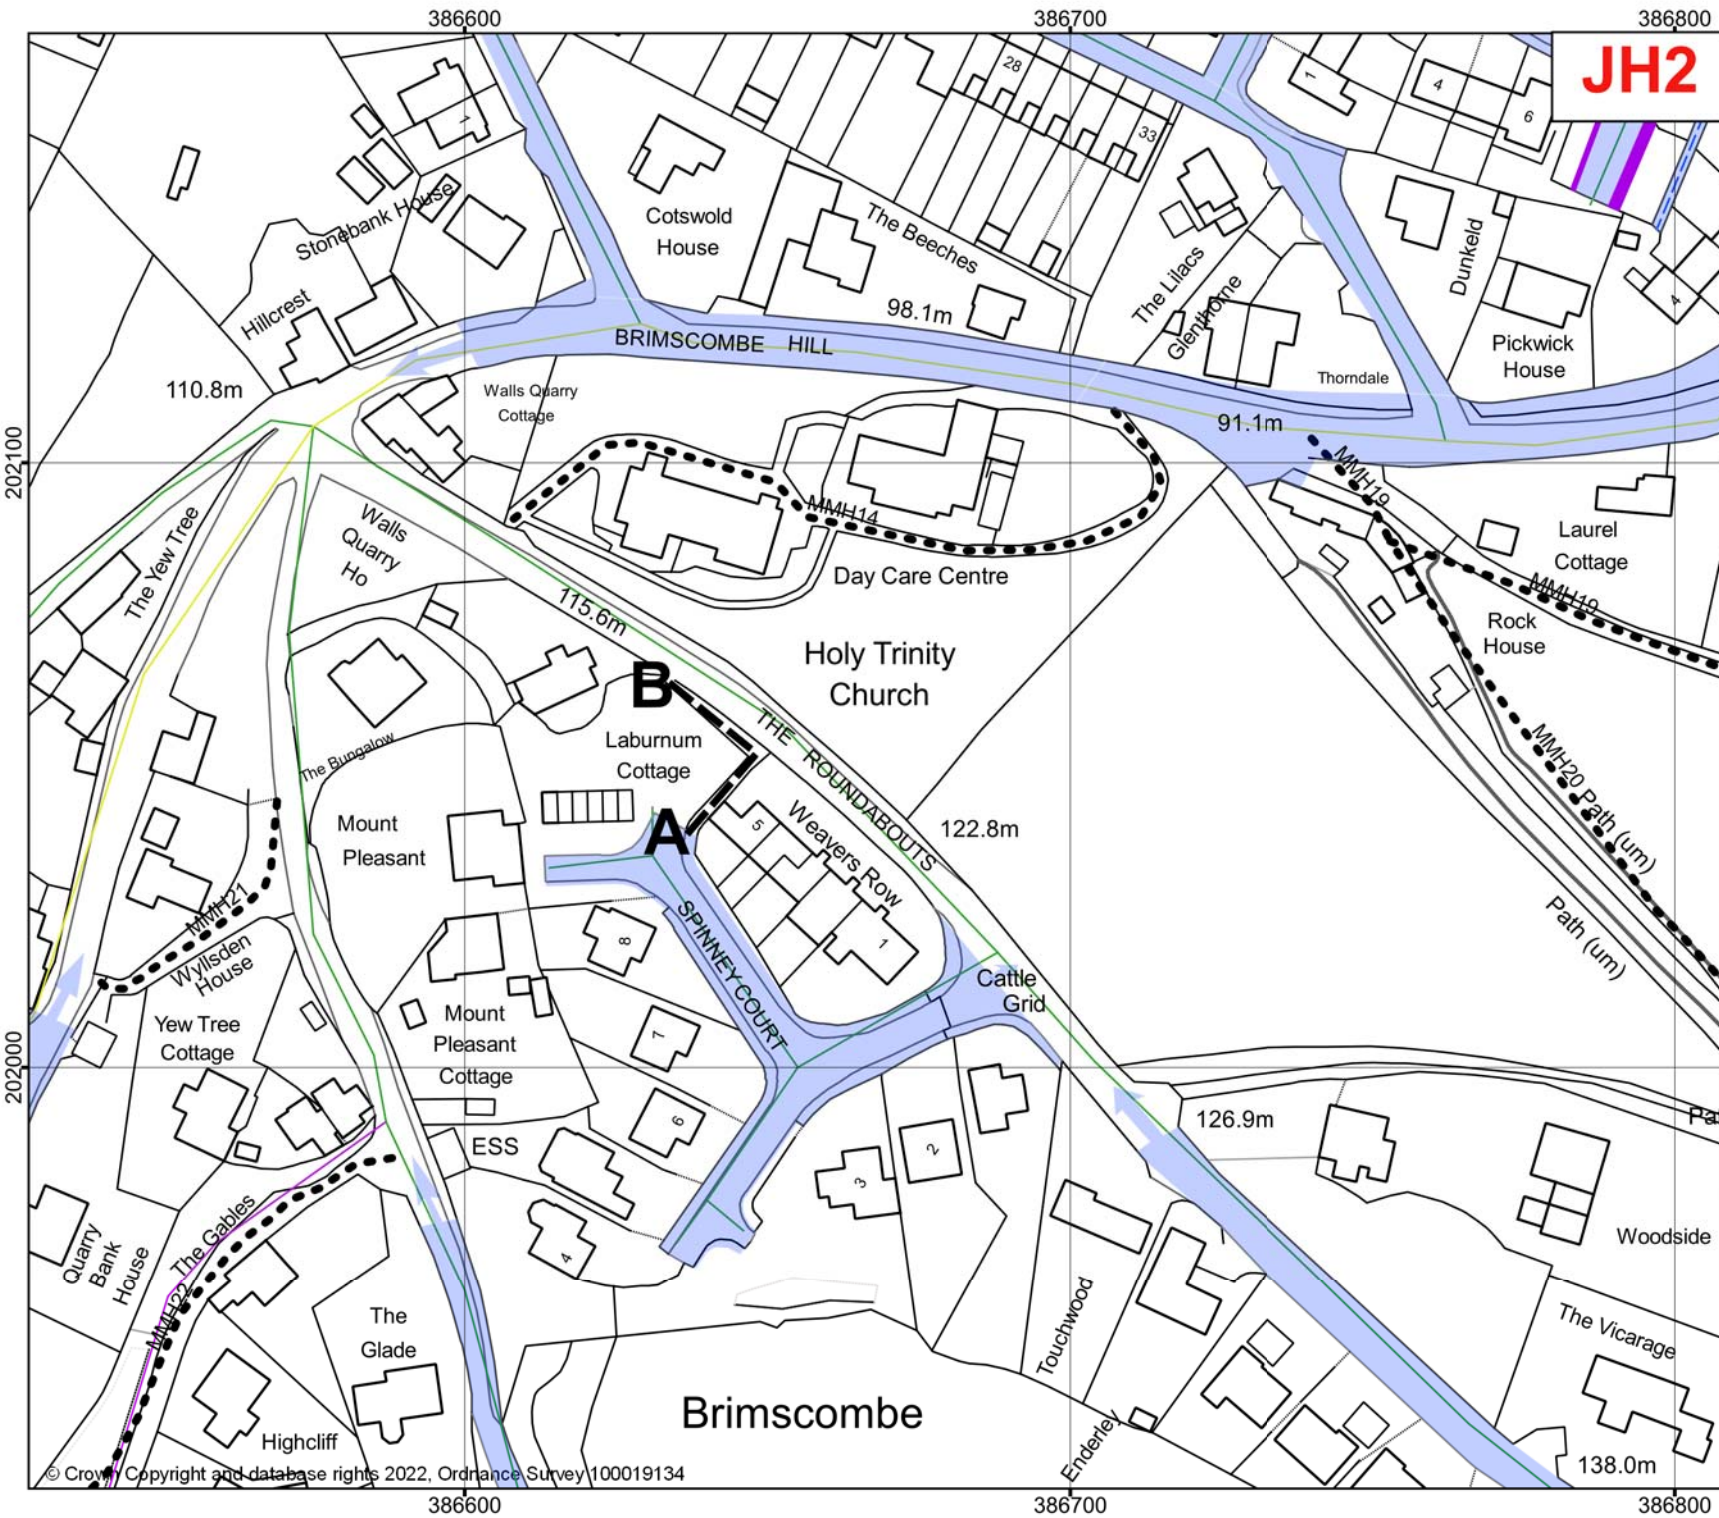 386600
386700
386800
JH2
28
33
1
4
6
1
Stonebank House
Cotswold
House
The Beeches
The Lilacs
Glenthorne
Dunkeld
4
Hillcrest
98.1m
BRIMSCOMBE HILL
Pickwick
House
Thorndale
110.8m
Walls Quarry
Cottage
91.1m
202100
MMH19
MMH14
Laurel
Cottage
The Yew Tree
Walls
Quarry
Ho
Day Care Centre
MMH19
115.6m
Rock
House
Holy Trinity
Church
B
THE ROUNDABOUTS
MMH20
Path (um)
Laburnum
Cottage
The Bungalow
Mount
Pleasant
A
5
Weavers Row
1
122.8m
Path (um)
MMH21
Wyllsden
House
8
SPINNEY COURT
Cattle
Grid
Yew Tree
Cottage
Mount
Pleasant
Cottage
7
202000
6
ESS
126.9m
Pa
2
3
4
Quarry
Bank
House
The Gables
MMH22
Woodside
The
Glade
Touchwood
The Vicarage
Brimscombe
Highcliff
Enderley
138.0m
© Crown Copyright and database rights 2022, Ordnance Survey 100019134
386600
386700
386800